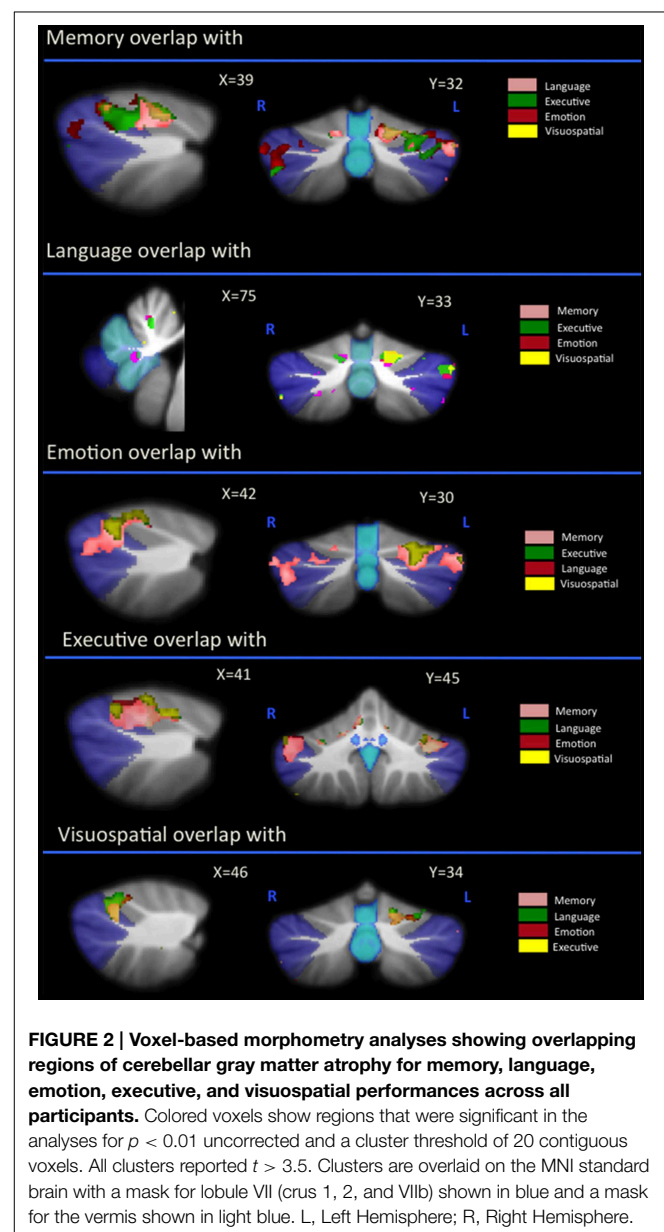 Memory overlap with
X=39
Y=32
R
L
Language
Executive
Emotion
Visuospatial
Language overlap with
X=75
Y=33
R
L
Memory
Executive
Emotion
Visuospatial
Emotion overlap with
X=42
Y=30
R
L
Memory
Executive
Language
Visuospatial
Executive overlap with
X=41
Y=45
R
L
Memory
Language
Emotion
Visuospatial
Visuospatial overlap with
X=46
Y=34
R
L
Memory
Language
Emotion
Executive
FIGURE 2 | Voxel-based morphometry analyses showing overlapping
regions of cerebellar gray matter atrophy for memory, language,
emotion, executive, and visuospatial performances across all
participants. Colored voxels show regions that were significant in the
analyses for p < 0.01 uncorrected and a cluster threshold of 20 contiguous
voxels. All clusters reported t > 3.5. Clusters are overlaid on the MNI standard
brain with a mask for lobule VII (crus 1, 2, and VIIb) shown in blue and a mask
for the vermis shown in light blue. L, Left Hemisphere; R, Right Hemisphere.